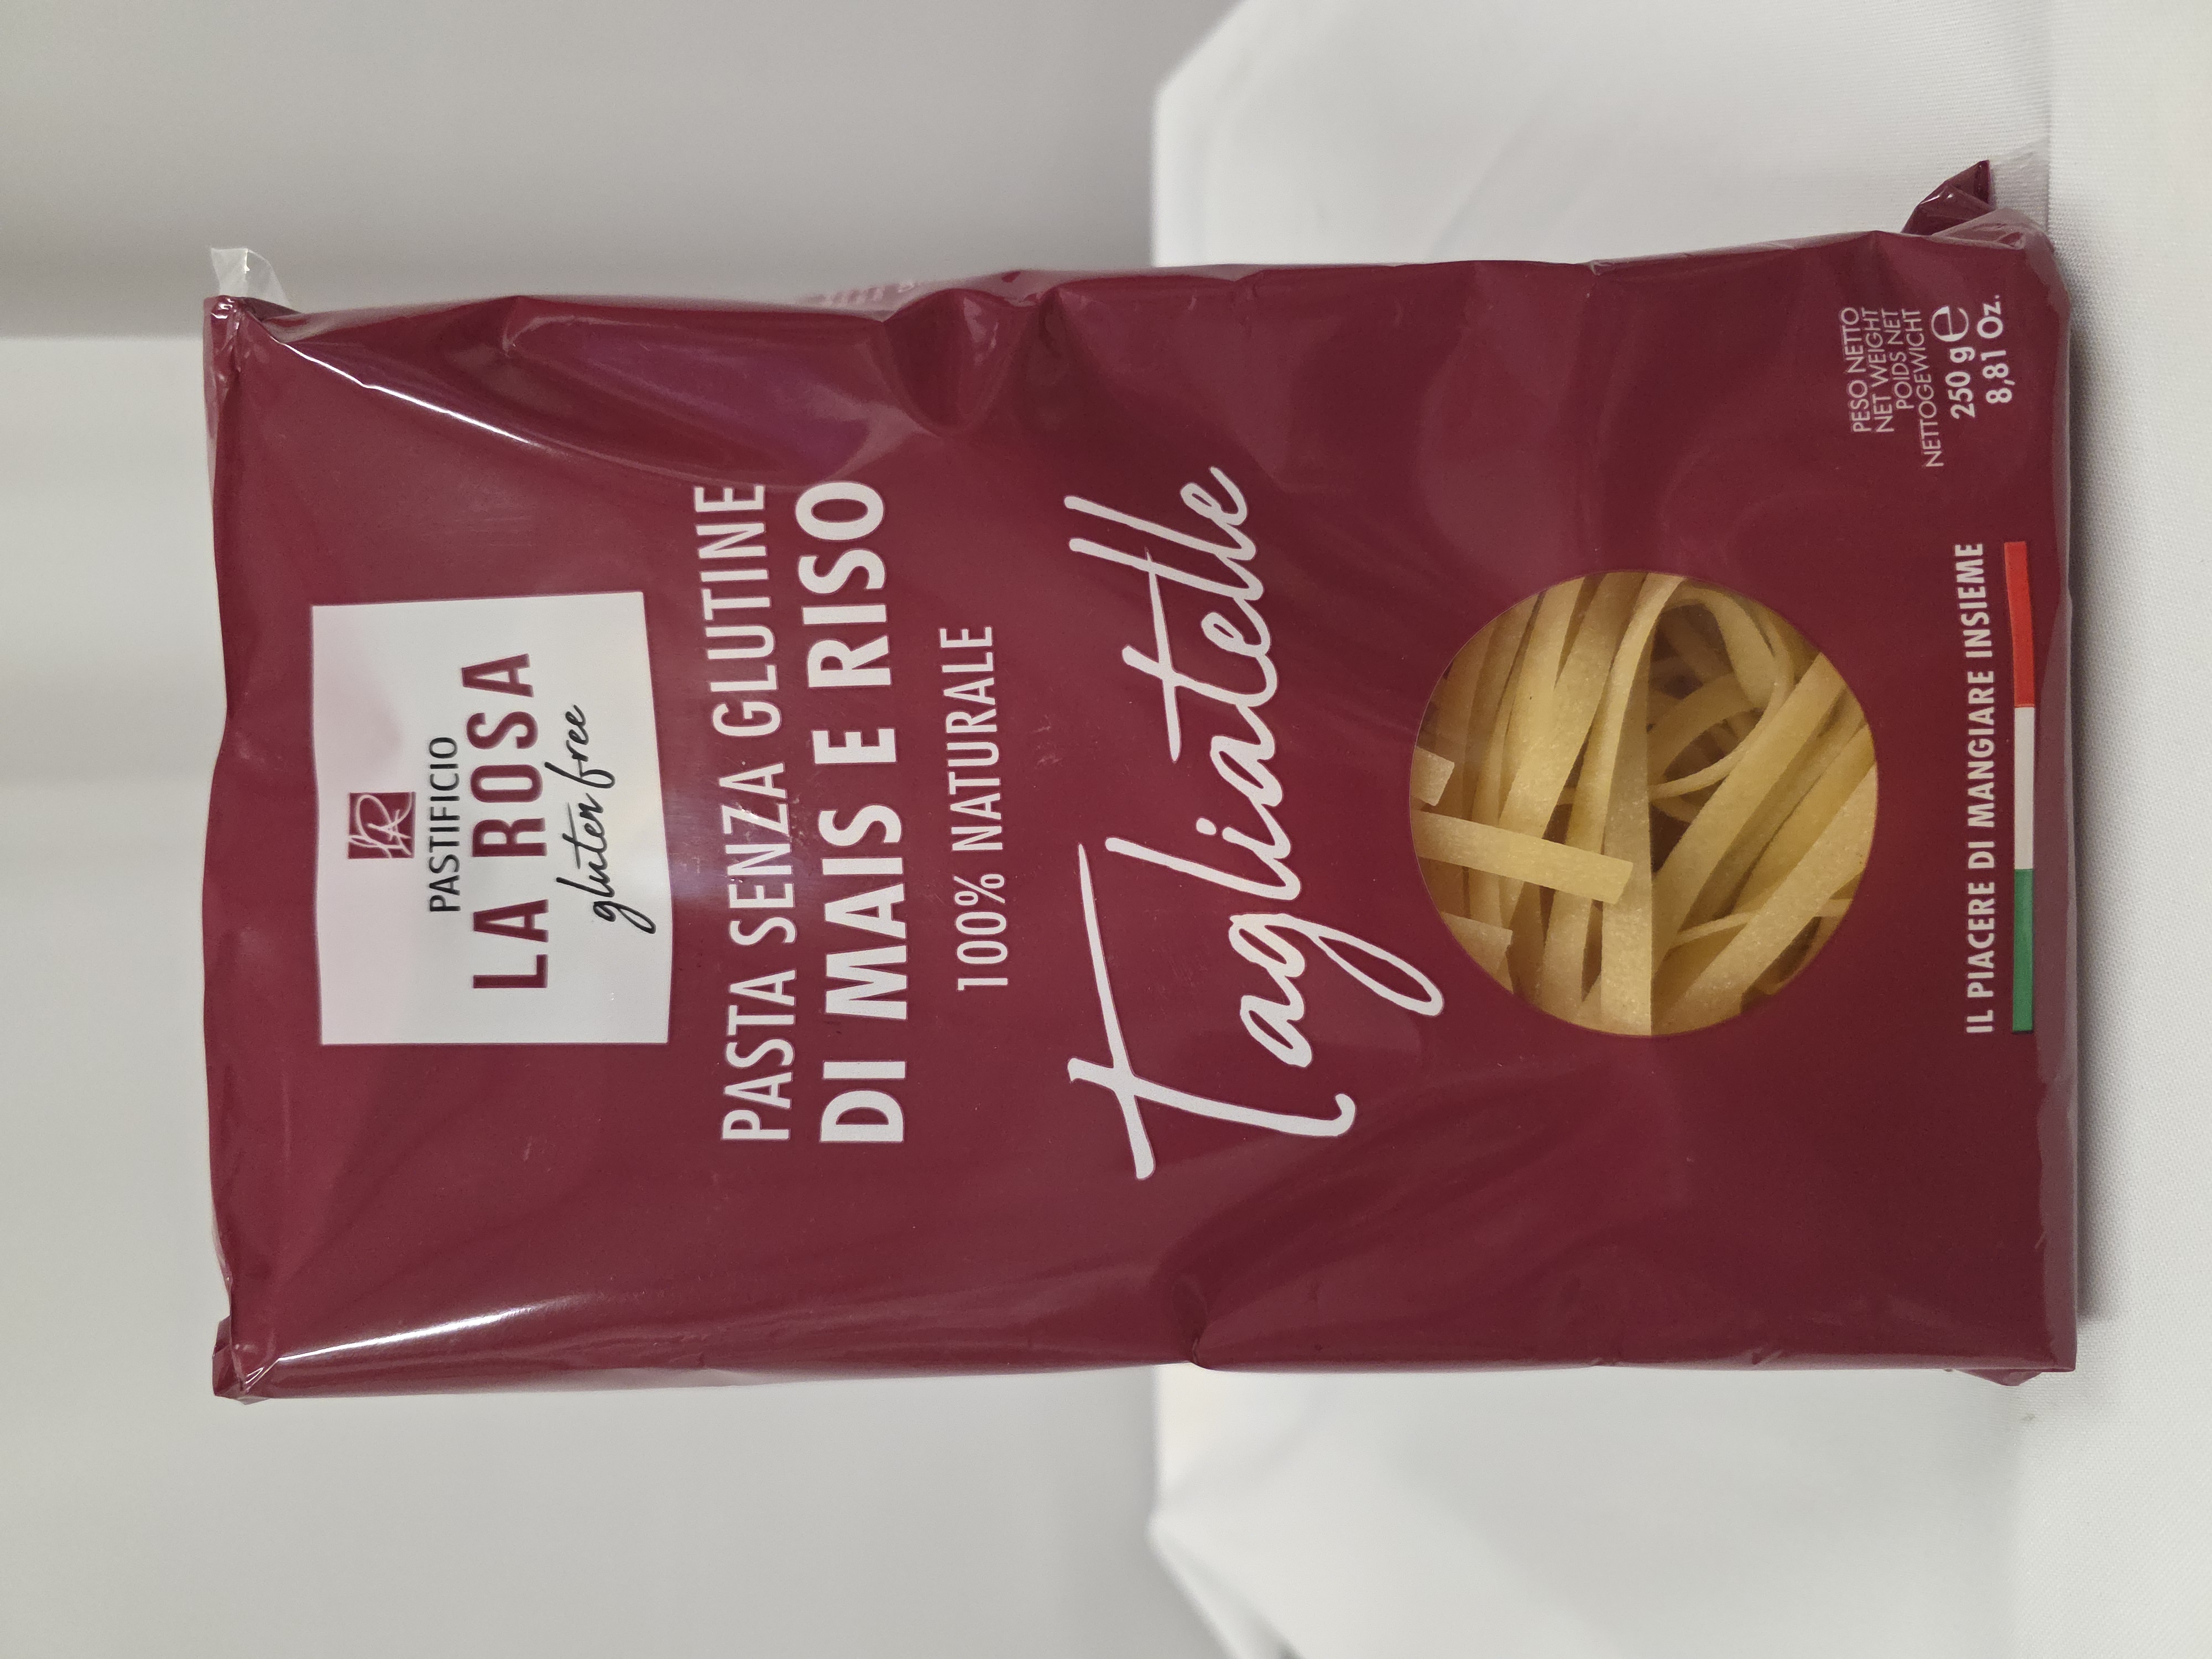 LR
PASTIFICIO
LA ROSA
gluten free
PASTA SENZA GLUTINE
DI MAIS E RISO
100% NATURALE
Tagliatelle
IL PIACERE DI MANGIARE INSIEME
PESO NETTO
NET WEIGHT
POIDS NET
NETTOGEWICHT
250 g e
8,81 Oz.